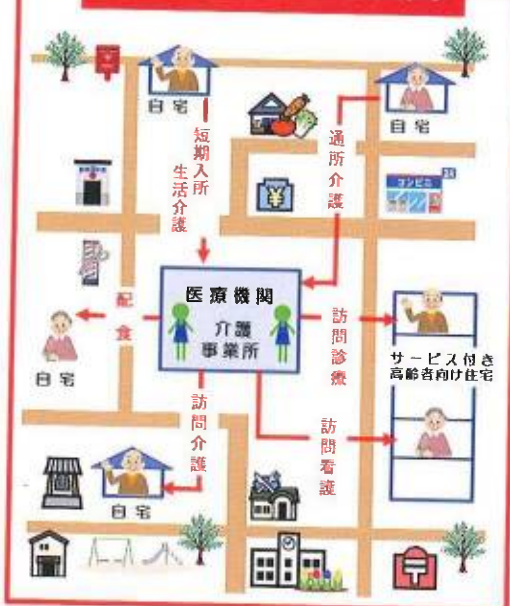 自宅
自宅
短期入所
生活介護
通所介護
¥
24
コンビニ
医療機関
介護
事業所
配食
自宅
訪問診療
サービス付き
高齢者向け住宅
訪問介護
訪問看護
自宅
〒